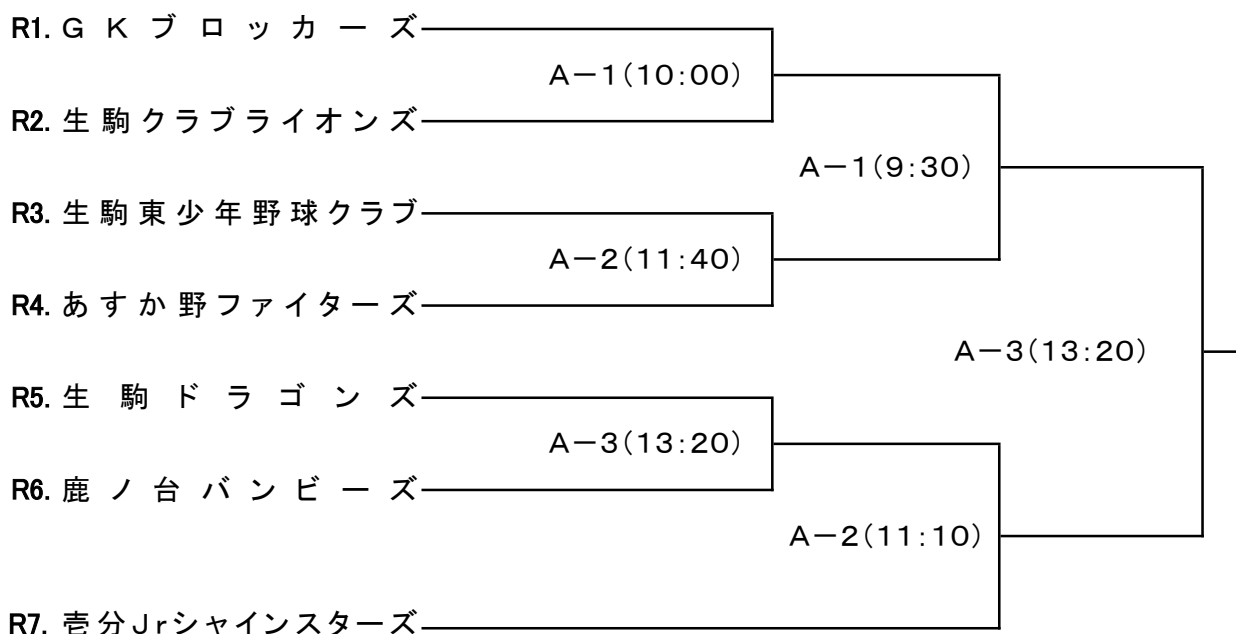 R1. GKブロッカーズ
A－1(10:00)
R2. 生駒クラブライオンズ
A－1(9:30)
R3. 生駒東少年野球クラブ
A－2(11:40)
R4. あすか野ファイターズ
A－3(13:20)
R5. 生駒ドラゴンズ
A－3(13:20)
R6. 鹿ノ台バンビーズ
A－2(11:10)
R7. 壱分Jrシャインスターズ